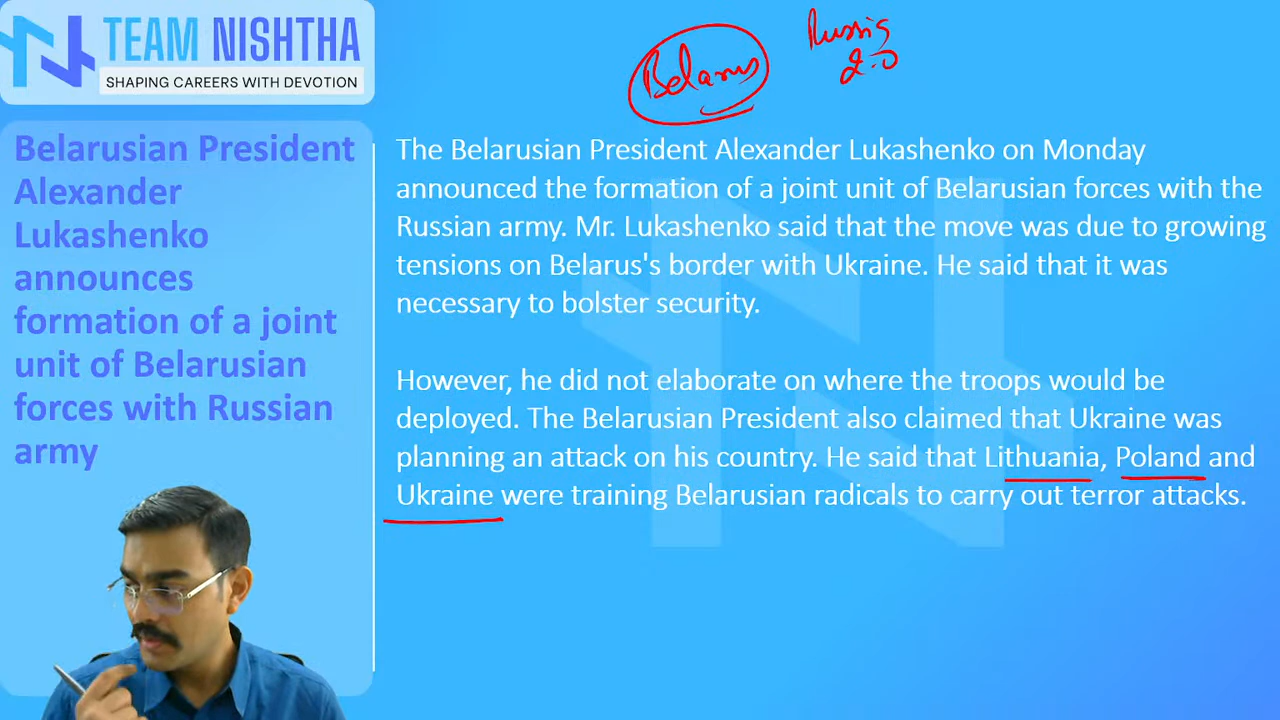 TEAM NISHTHA
SHAPING CAREERS WITH DEVOTION
Belarus
Russia
2.0
Belarusian President
Alexander
Lukashenko
announces
formation of a joint
unit of Belarusian
forces with Russian
army
The Belarusian President Alexander Lukashenko on Monday
announced the formation of a joint unit of Belarusian forces with the
Russian army. Mr. Lukashenko said that the move was due to growing
tensions on Belarus's border with Ukraine. He said that it was
necessary to bolster security.
However, he did not elaborate on where the troops would be
deployed. The Belarusian President also claimed that Ukraine was
planning an attack on his country. He said that Lithuania, Poland and
Ukraine were training Belarusian radicals to carry out terror attacks.